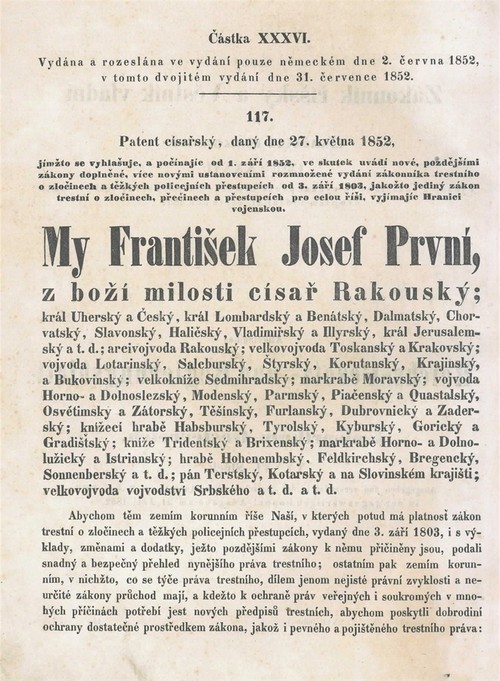 Částka XXXVI.
Vydána a rozeslána ve vydání pouze německém dne 2. června 1852,
v tomto dvojitém vydání dne 31. července 1852.
117.
Patent císařský, daný dne 27. května 1852,
jímžto se vyhlašuje, a počínajíc od 1. září 1852, ve skutek uvádí nové, pozdějšími
zákony doplněné, více novými ustanoveními rozmnožené vydání zákonníka trestního
o zločinech a těžkých policejních přestupcích od 3. září 1803, jakožto jediný zákon
trestní o zločinech, přečinech a přestupcích pro celou říši, vyjímajíc Hranici
vojenskou.
My František Josef První,
z boží milosti císař Rakouský;
král Uherský a Český, král Lombardský a Benátský, Dalmatský, Chor-
vatský, Slavonský, Haličský, Vladimiřský a Illyrský, král Jerusalem-
ský a t. d.; arcivojvoda Rakouský; velkovojvoda Toskanský a Krakovský;
vojvoda Lotarinský, Salcburský, Štyrský, Korutanský, Krajinský,
a Bukovinský; velkokníže Sedmihradský; markrabě Moravský; vojvoda
Horno- a Dolnoslezský, Modenský, Parmský, Piačenský a Quastalský,
Osvětimský a Zátorský, Těšínský, Furlanský, Dubrovnický a Zader-
ský; knížecí hrabě Habsburský, Tyrolský, Kyburský, Gorický a
Gradištský; kníže Tridentský a Brixenský; markrabě Horno- a Dolno-
lužický a Istrianský; hrabě Hohenembský, Feldkirchský, Bregencký,
Sonnenberský a t. d.; pán Terstský, Kotarský a na Slovinském krajišti;
velkovojvoda vojvodství Srbského a t. d. a t. d.
Abychom těm zemím korunním říše Naší, v kterých potud má platnost zákon
trestní o zločinech a těžkých policejních přestupcích, vydaný dne 3. září 1803, i s vý-
klady, změnami a dodatky, ježto pozdějšími zákony k němu přičiněny jsou, podali
snadný a bezpečný přehled nynějšího práva trestního; ostatním pak zemím korun-
ním, v nichžto, co se týče práva trestního, dílem jenom nejisté právní zvyklosti a ne-
určité zákony průchod mají, a kdežto k ochraně práv veřejných i soukromých v mno-
hých příčinách potřebí jest nových předpisů trestních, abychom poskytli dobrodiní
ochrany dostatečné prostředkem zákona, jakož i pevného a pojištěného trestního práva: